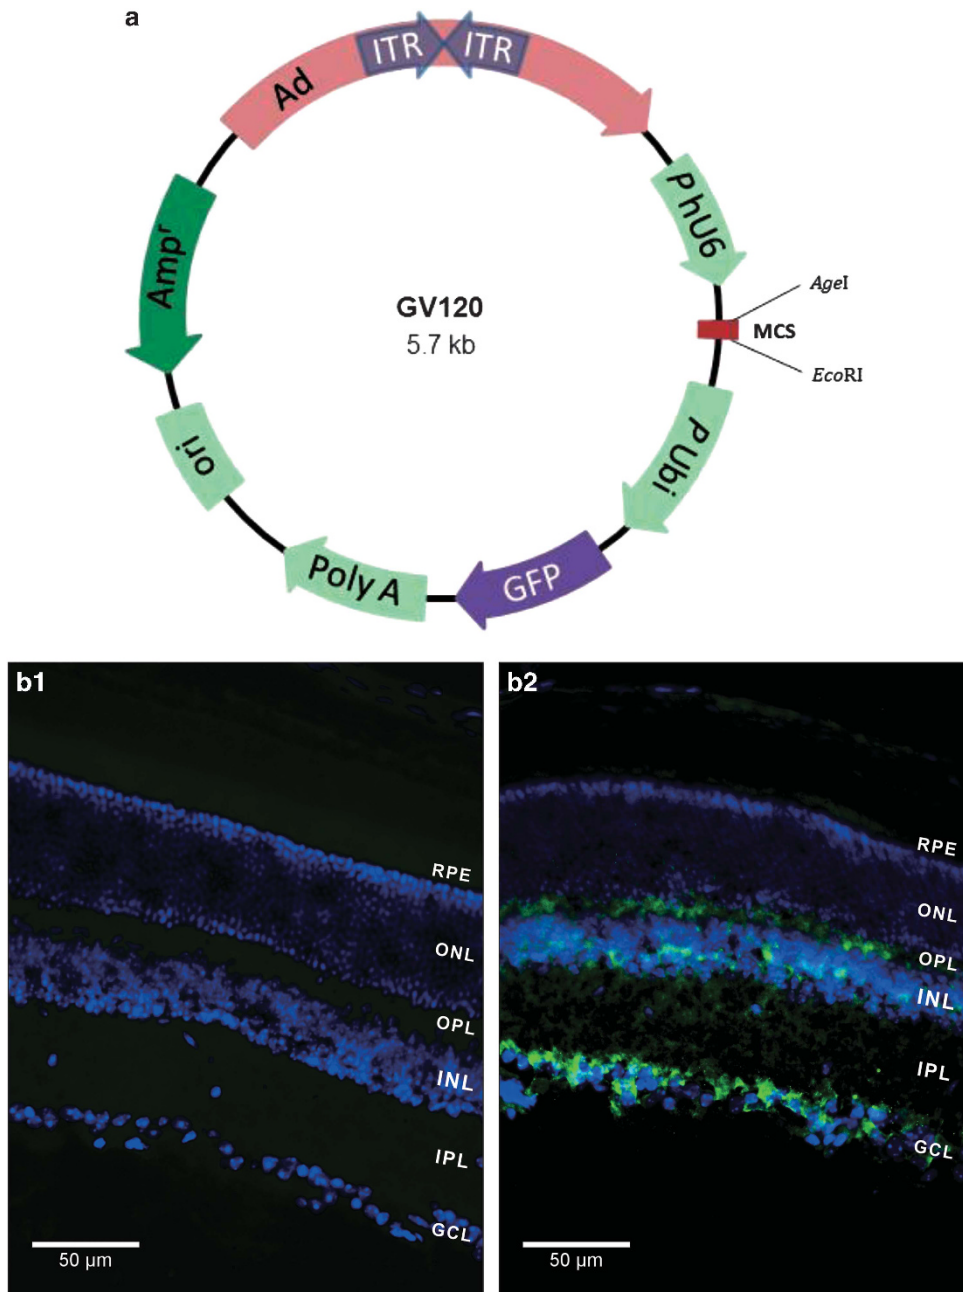 a
ITR ITR
Ad
PhU6
Ampʳ
AgeI
GV120
MCS
5.7 kb
EcoRI
ori
P Ubi
Poly A
GFP
b1
RPE
ONL
OPL
INL
IPL
GCL
50 µm
b2
RPE
ONL
OPL
INL
IPL
GCL
50 µm